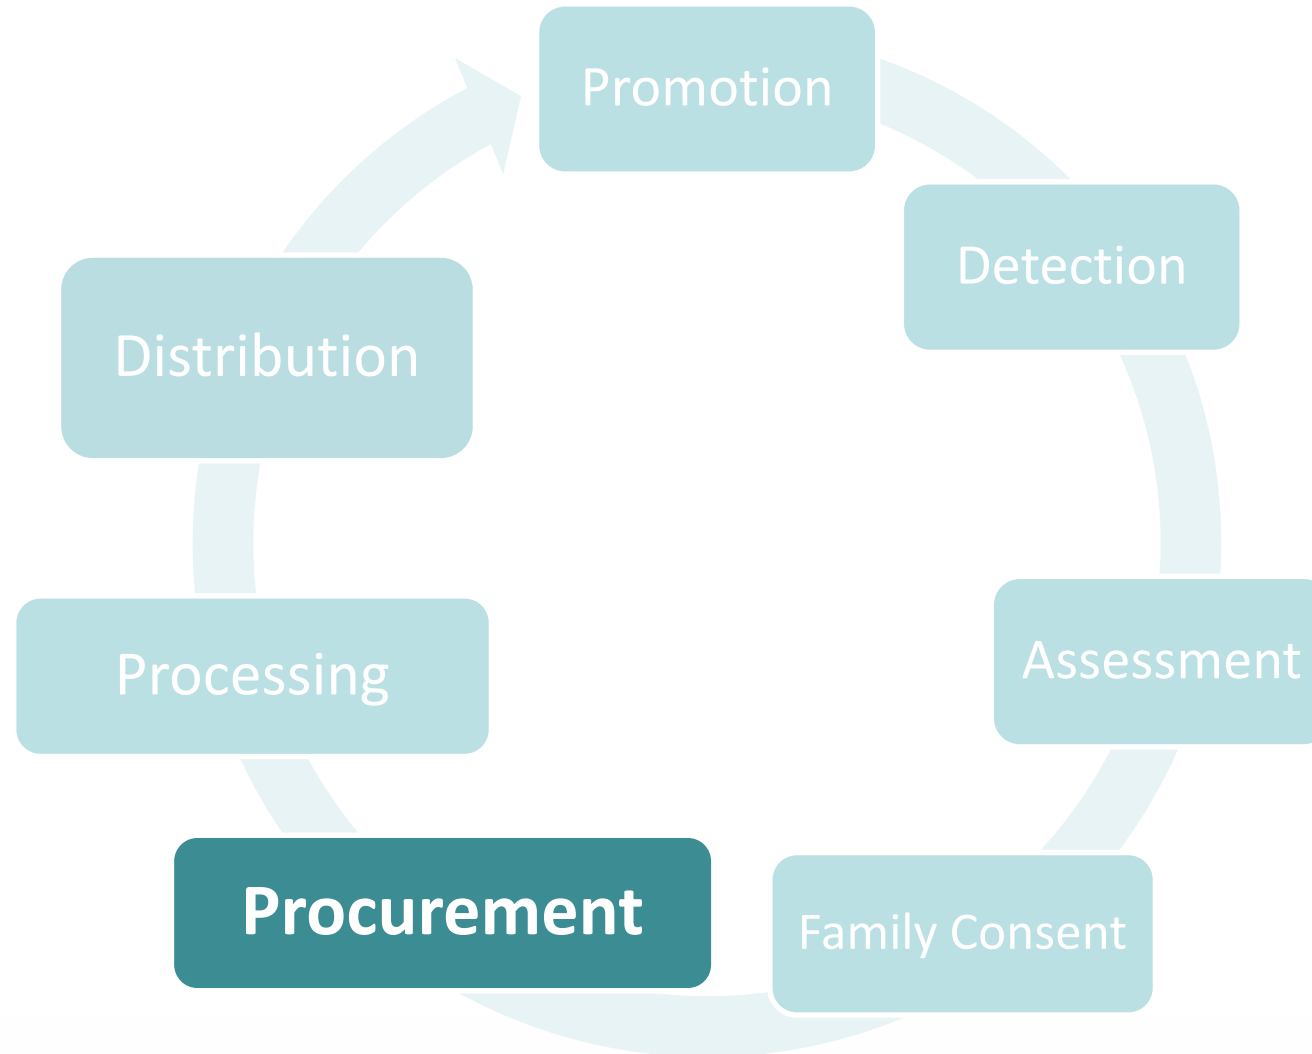 Promotion
Detection
Assessment
Family Consent
Procurement
Processing
Distribution